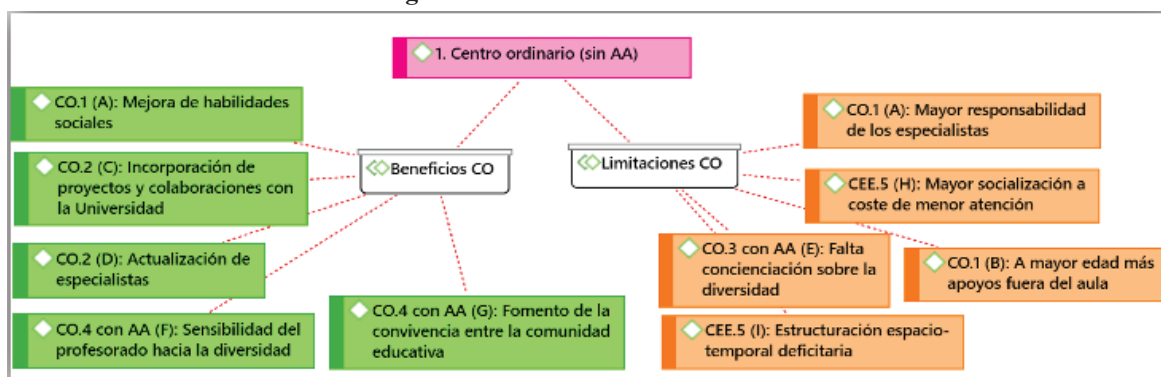 1. Centro ordinario (sin AA)
Beneficios CO
CO.1 (A): Mejora de habilidades
sociales
CO.2 (C): Incorporación de
proyectos y colaboraciones con
la Universidad
CO.2 (D): Actualización de
especialistas
CO.4 con AA (F): Sensibilidad del
profesorado hacia la diversidad
CO.4 con AA (G): Fomento de la
convivencia entre la comunidad
educativa
Limitaciones CO
CO.1 (A): Mayor responsabilidad
de los especialistas
CEE.5 (H): Mayor socialización a
coste de menor atención
CO.3 con AA (E): Falta
concienciación sobre la
diversidad
CO.1 (B): A mayor edad más
apoyos fuera del aula
CEE.5 (I): Estructuración espacio-
temporal deficitaria